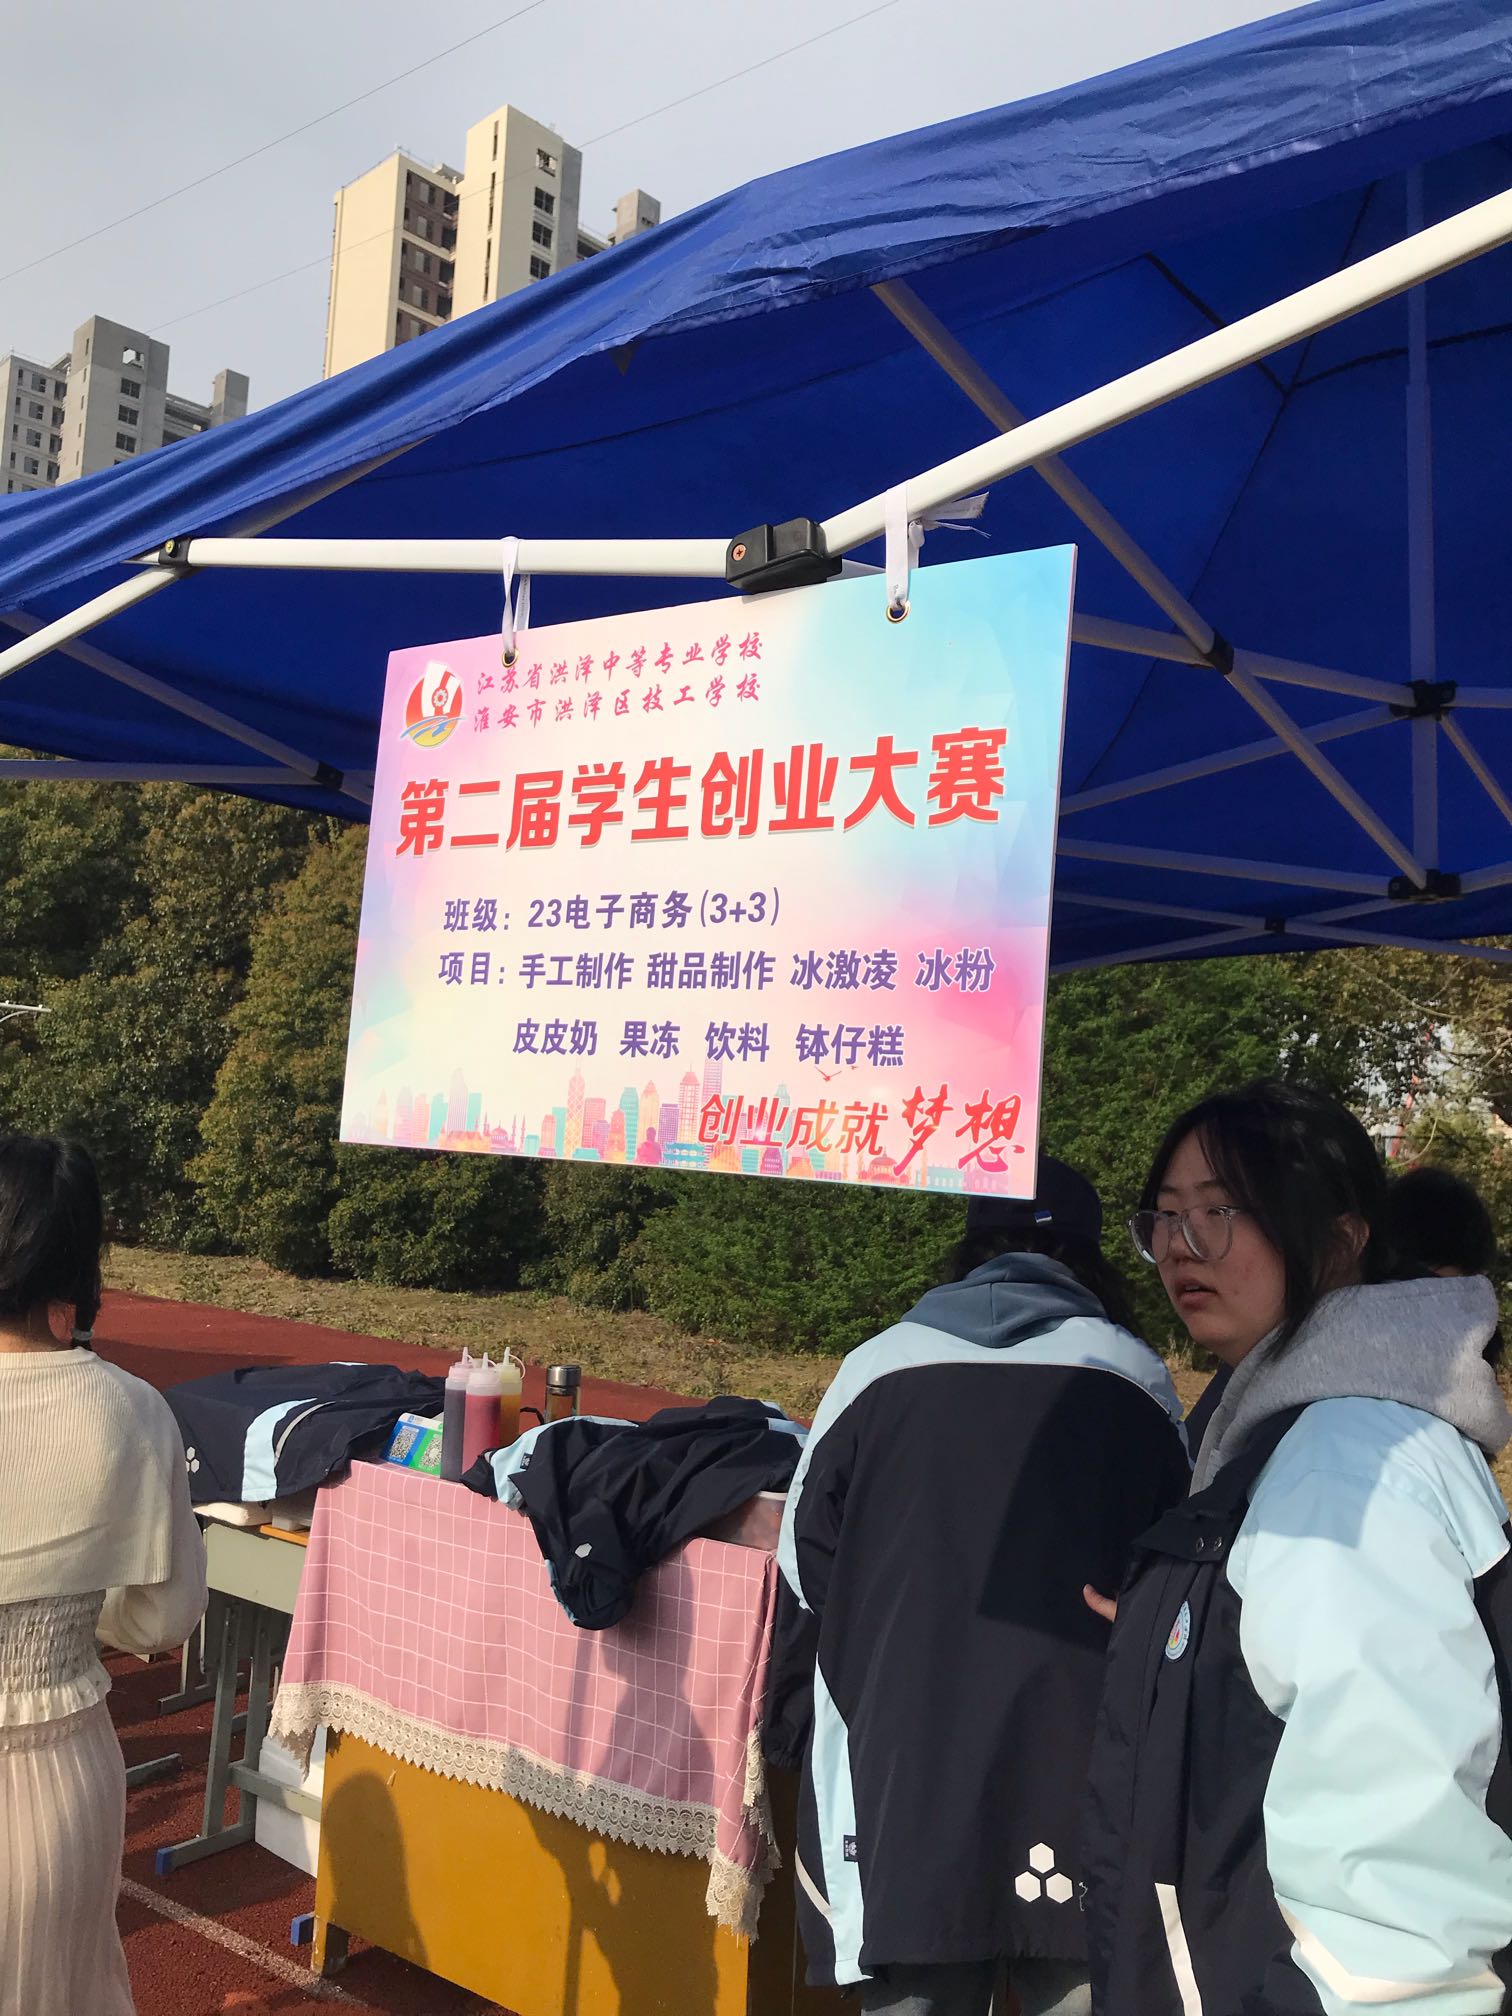 江苏省洪泽中等专业学校
淮安市洪泽区技工学校
第二届学生创业大赛
班级：23电子商务(3+3)
项目：手工制作 甜品制作 冰激凌 冰粉
皮皮奶 果冻 饮料 钵仔糕
创业成就梦想